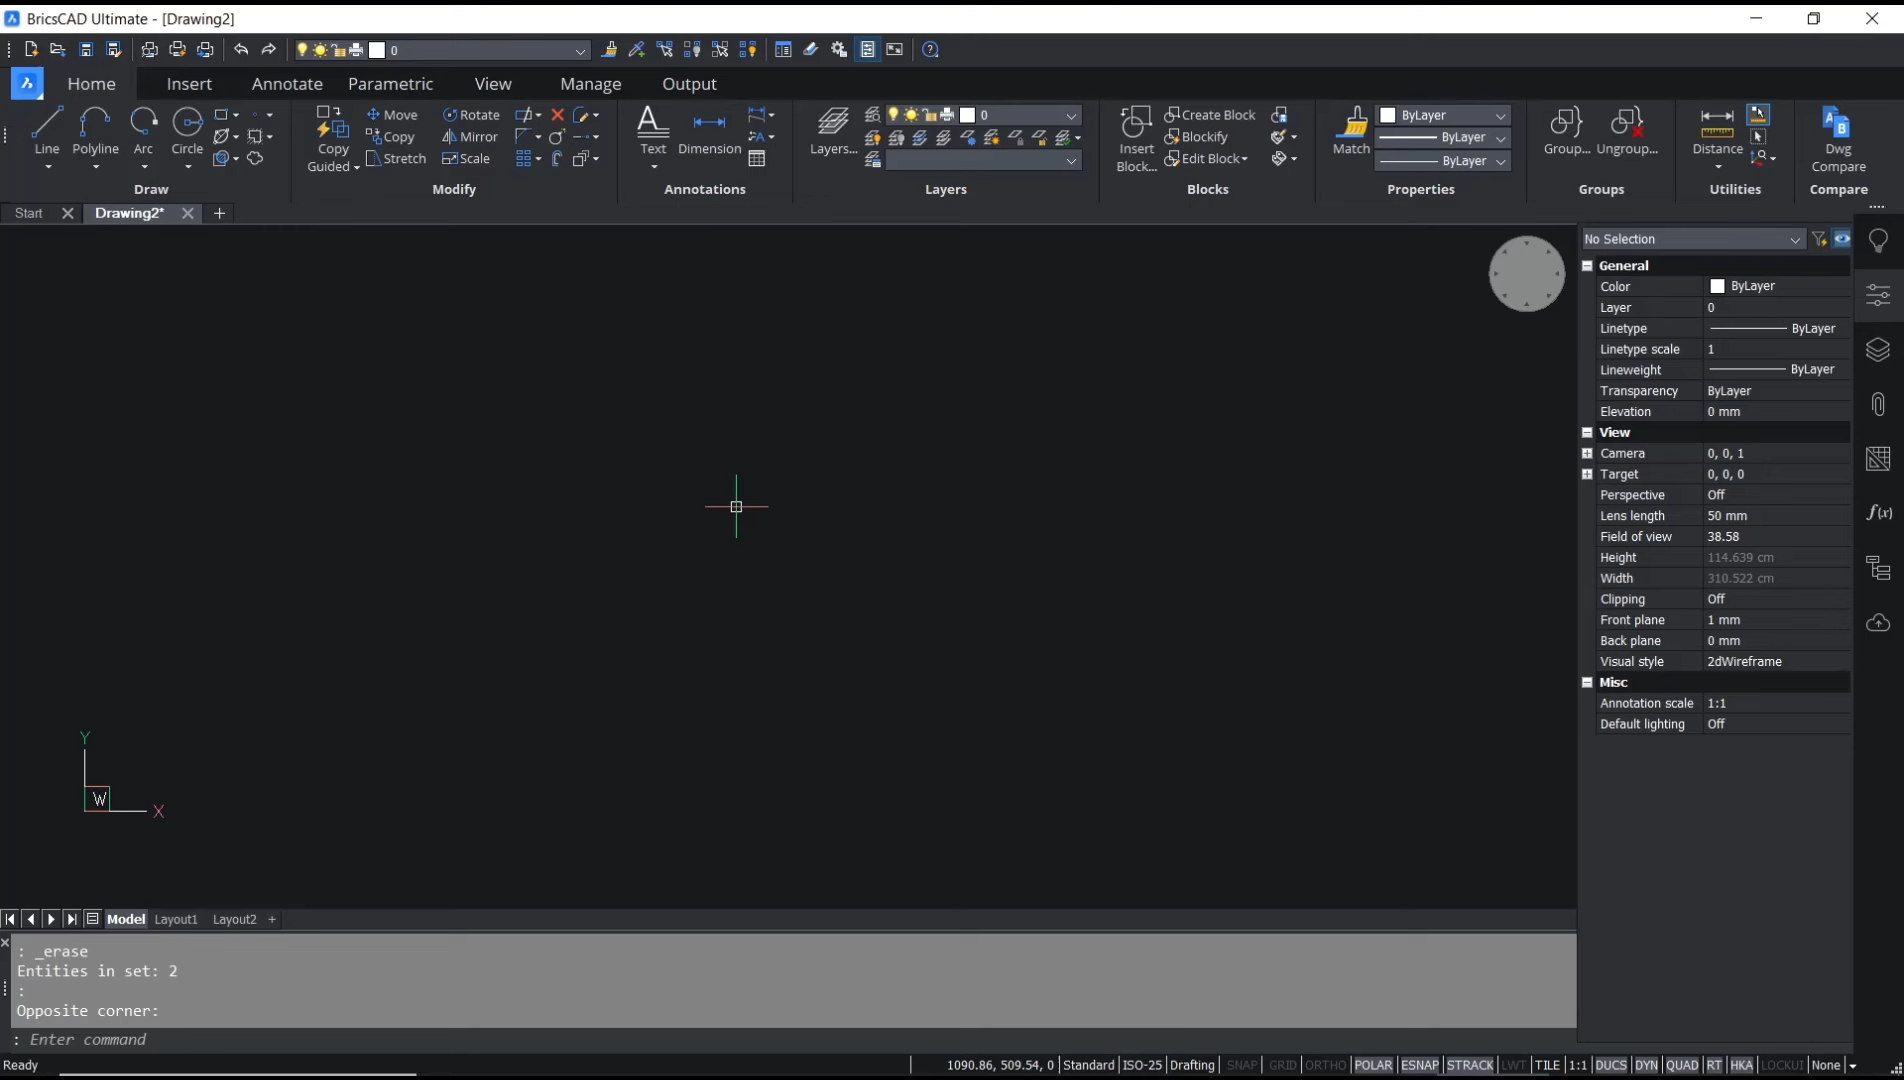 BricsCAD Ultimate - [Drawing2]
0
Home Insert Annotate Parametric View Manage Output
Line Polyline Arc Circle
Draw
Copy Guided
Move Rotate
Copy Mirror
Stretch Scale
Modify
Text Dimension
Annotations
Layers...
0
Layers
Insert Block...
Create Block
Blockify
Edit Block
Blocks
Match
ByLayer
ByLayer
ByLayer
Properties
Group... Ungroup...
Groups
Distance
Utilities
A B
Dwg Compare
Compare
Start Drawing2*
No Selection
General
Color ByLayer
Layer 0
Linetype ByLayer
Linetype scale 1
Lineweight ByLayer
Transparency ByLayer
Elevation 0 mm
View
Camera 0, 0, 1
Target 0, 0, 0
Perspective Off
Lens length 50 mm
Field of view 38.58
Height 114.639 cm
Width 310.522 cm
Clipping Off
Front plane 1 mm
Back plane 0 mm
Visual style 2dWireframe
Misc
Annotation scale 1:1
Default lighting Off
f(x)
Y
W
X
Model Layout1 Layout2 +
: _erase
Entities in set: 2
:
Opposite corner:
: Enter command
Ready 1090.86, 509.54, 0 Standard ISO-25 Drafting SNAP GRID ORTHO POLAR ESNAP STRACK LWT TILE 1:1 DUCS DYN QUAD RT HKA LOCKUI None